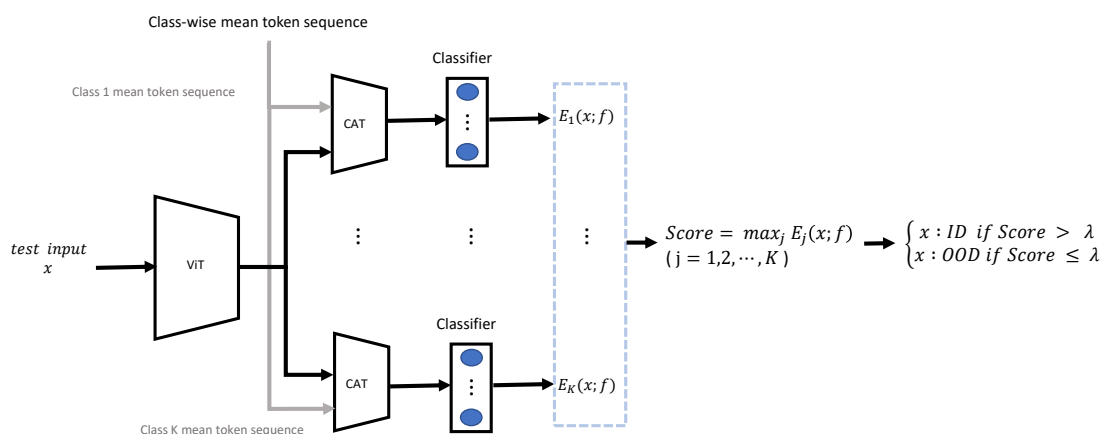 Class-wise mean token sequence
Class 1 mean token sequence
Classifier
CAT
E₁(x; f)
test input
x
ViT
⋮
⋮
⋮
Score = maxⱼ Eⱼ(x; f)
( j = 1,2, ⋯ , K )
x : ID if Score > λ
x : OOD if Score ≤ λ
Classifier
CAT
E_K(x; f)
Class K mean token sequence